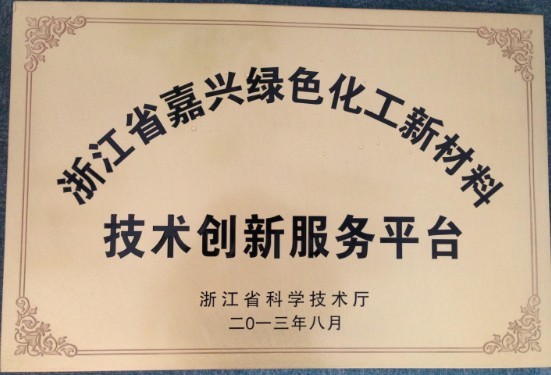 浙江省嘉兴绿色化工新材料
技术创新服务平台
浙江省科学技术厅
二〇一三年八月